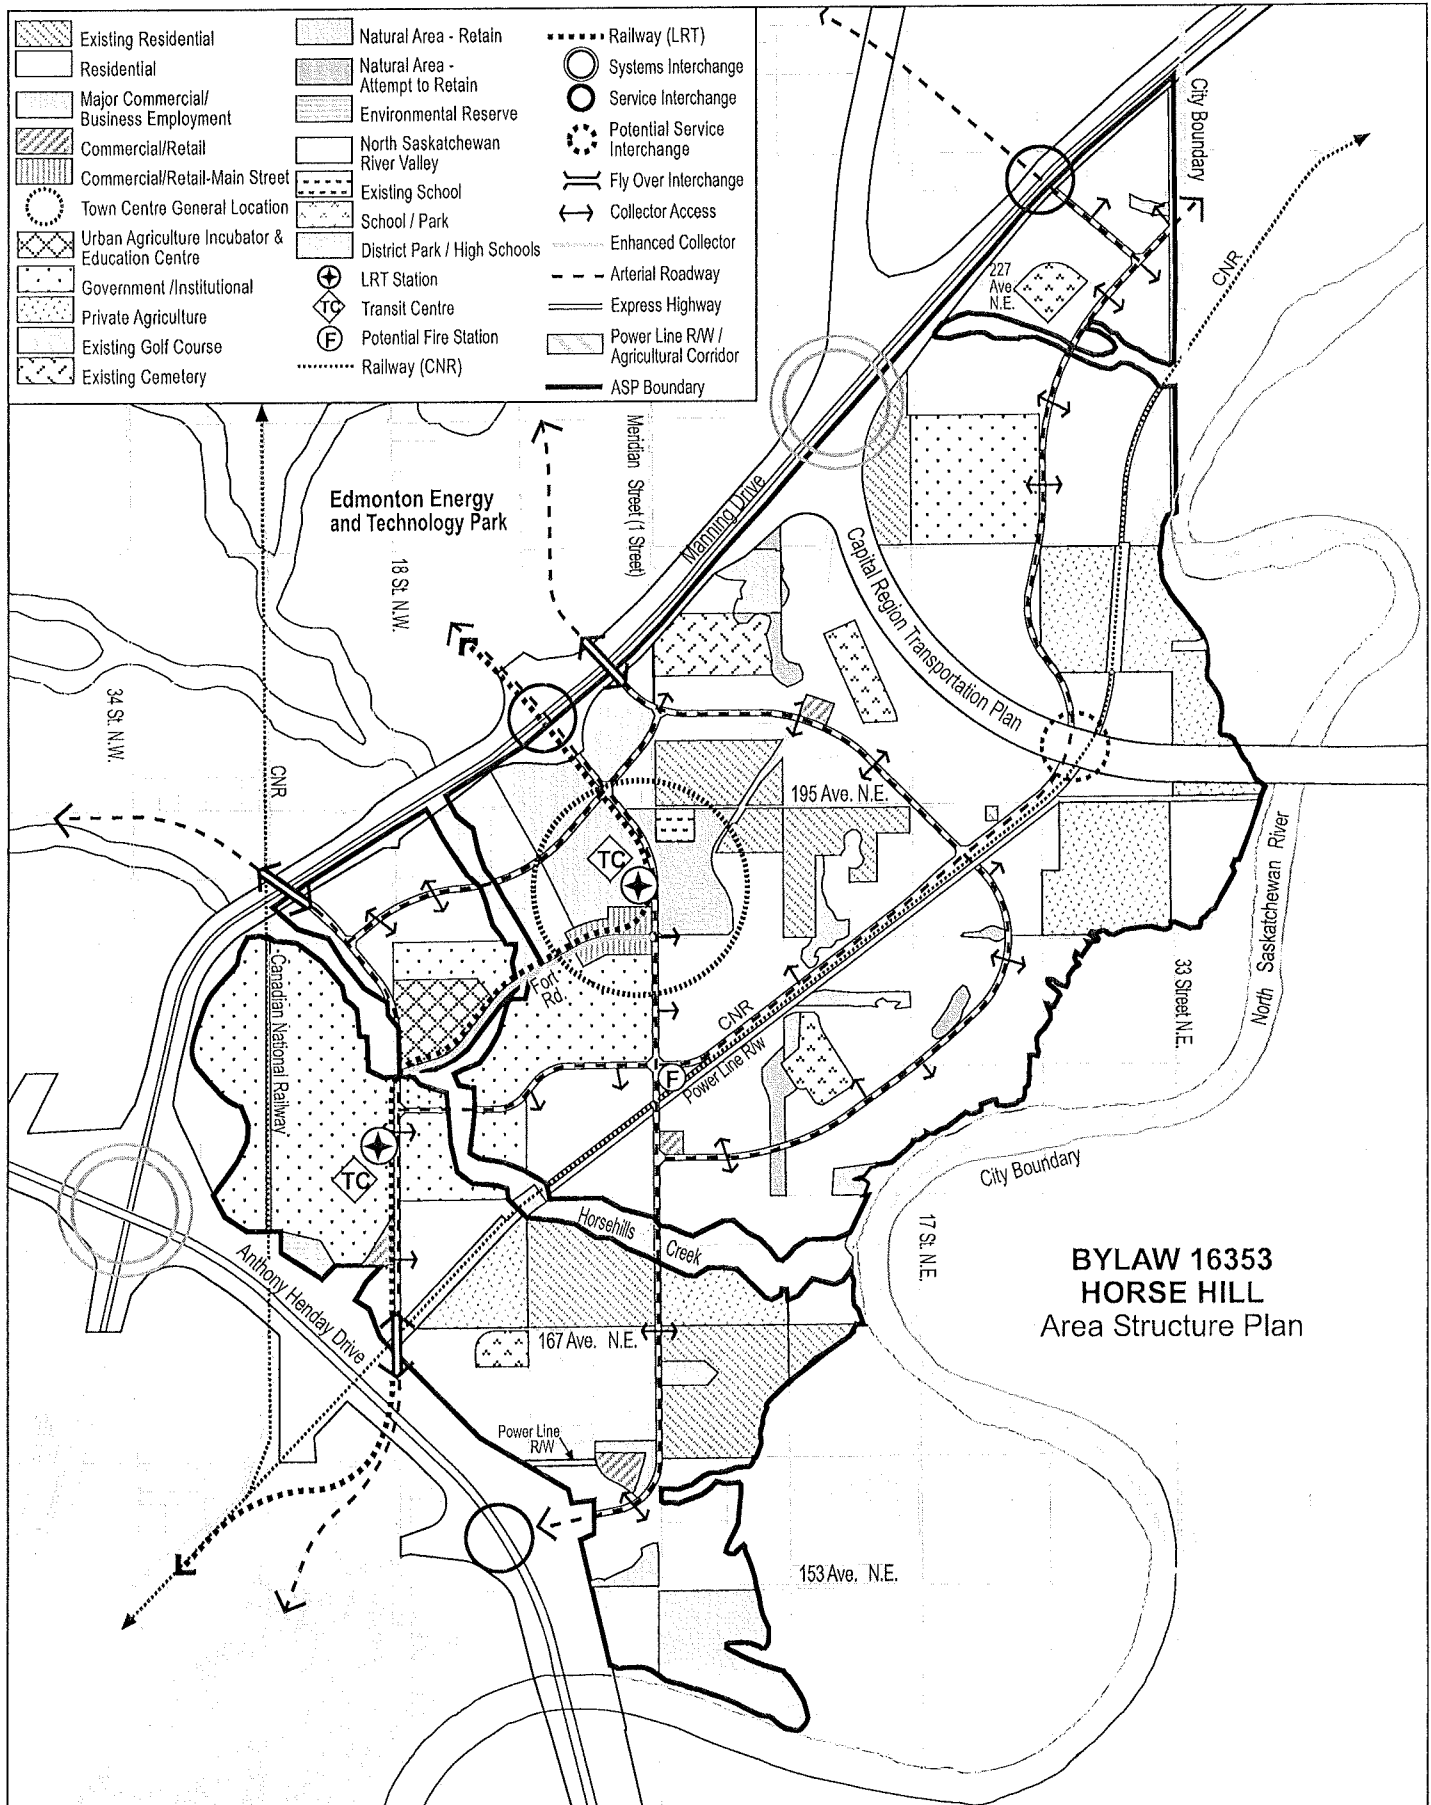 Existing Residential
Residential
Major Commercial/
Business Employment
Commercial/Retail
Commercial/Retail-Main Street
Town Centre General Location
Urban Agriculture Incubator &
Education Centre
Government /Institutional
Private Agriculture
Existing Golf Course
Existing Cemetery
Natural Area - Retain
Natural Area -
Attempt to Retain
Environmental Reserve
North Saskatchewan
River Valley
Existing School
School / Park
District Park / High Schools
LRT Station
TC
Transit Centre
F
Potential Fire Station
Railway (CNR)
Railway (LRT)
Systems Interchange
Service Interchange
Potential Service
Interchange
Fly Over Interchange
Collector Access
Enhanced Collector
Arterial Roadway
Express Highway
Power Line R/W /
Agricultural Corridor
ASP Boundary
City Boundary
CNR
227
Ave
N.E.
Meridian Street (1 Street)
Edmonton Energy
and Technology Park
Manning Drive
18 St. N.W.
Capital Region Transportation Plan
34 St. N.W.
CNR
195 Ave. N.E.
TC
North Saskatchewan River
33 Street N.E.
Canadian National Railway
Fort
Rd.
CNR
Power Line R/w
F
TC
City Boundary
Horsehills
Creek
17 St. N.E.
BYLAW 16353
HORSE HILL
Area Structure Plan
Anthony Henday Drive
167 Ave. N.E.
Power Line
R/W
153 Ave. N.E.